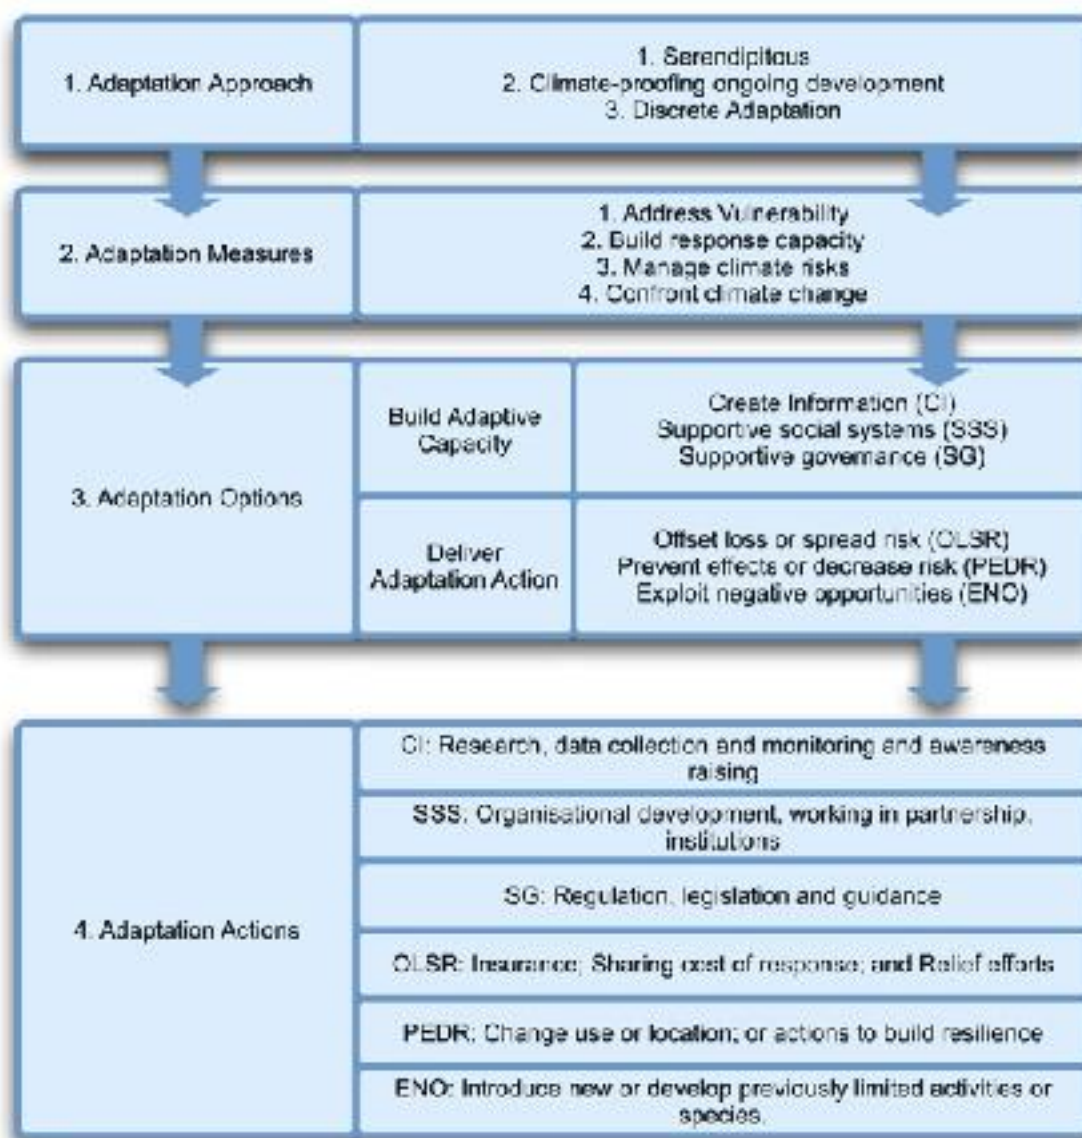 1. Adaptation Approach
1. Serendipitous
2. Climate-proofing ongoing development
3. Discrete Adaptation
2. Adaptation Measures
1. Address Vulnerability
2. Build response capacity
3. Manage climate risks
4. Confront climate change
3. Adaptation Options
Build Adaptive
Capacity
Create Information (CI)
Supportive social systems (SSS)
Supportive governance (SG)
Deliver
Adaptation Action
Offset loss or spread risk (OLSR)
Prevent effects or decrease risk (PEDR)
Exploit negative opportunities (ENO)
4. Adaptation Actions
CI: Research, data collection and monitoring and awareness
raising
SSS: Organisational development, working in partnership,
institutions
SG: Regulation, legislation and guidance
OLSR: Insurance; Sharing cost of response; and Relief efforts
PEDR: Change use or location; or actions to build resilience
ENO: Introduce new or develop previously limited activities or
species.